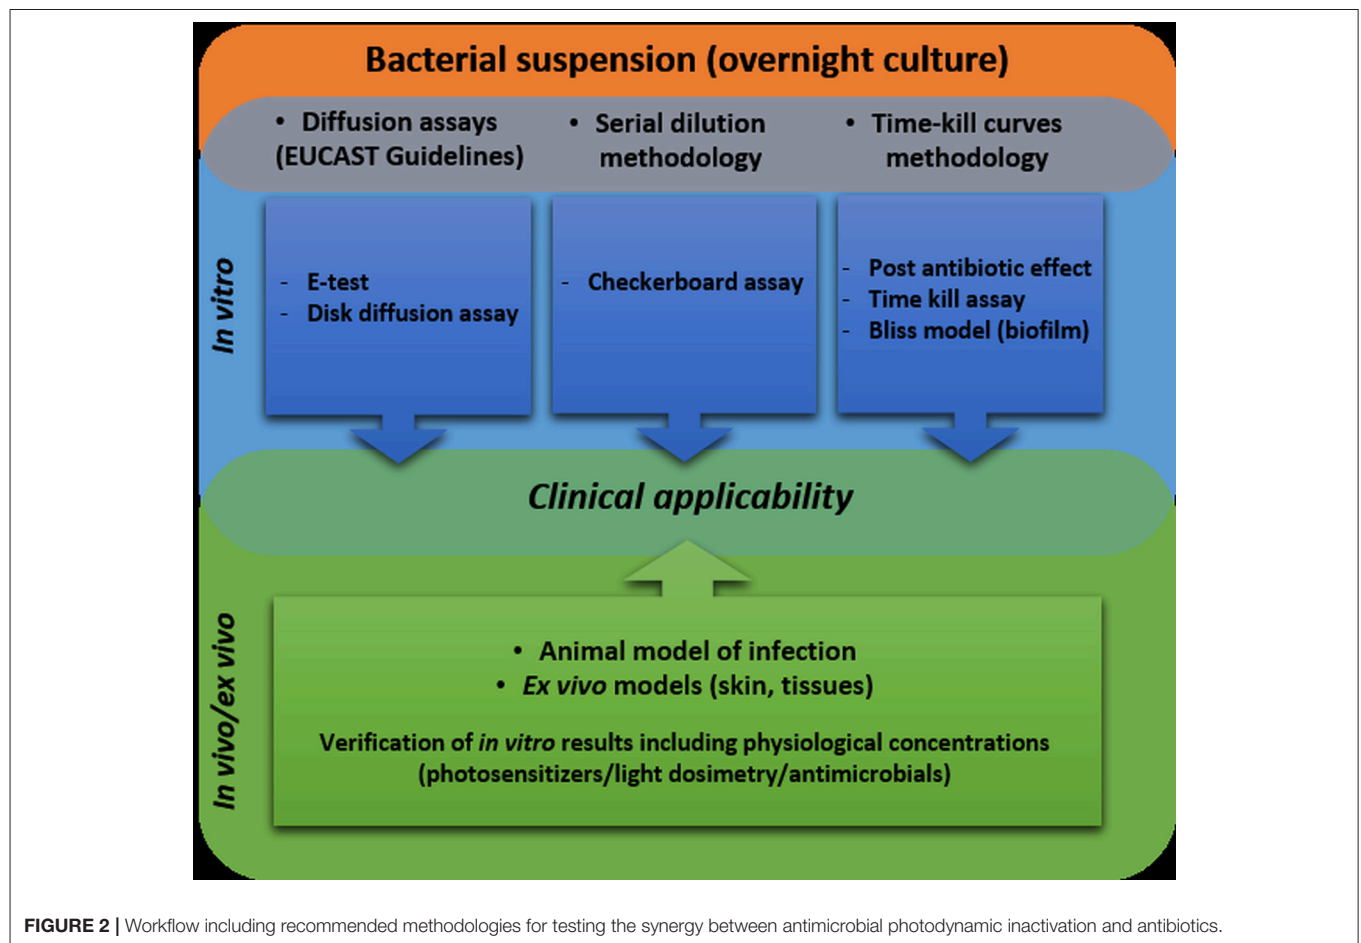 Bacterial suspension (overnight culture)
• Diffusion assays
(EUCAST Guidelines)
• Serial dilution
methodology
• Time-kill curves
methodology
In vitro
- E-test
- Disk diffusion assay
- Checkerboard assay
- Post antibiotic effect
- Time kill assay
- Bliss model (biofilm)
Clinical applicability
In vivo/ex vivo
• Animal model of infection
• Ex vivo models (skin, tissues)
Verification of in vitro results including physiological concentrations
(photosensitizers/light dosimetry/antimicrobials)
FIGURE 2 | Workflow including recommended methodologies for testing the synergy between antimicrobial photodynamic inactivation and antibiotics.